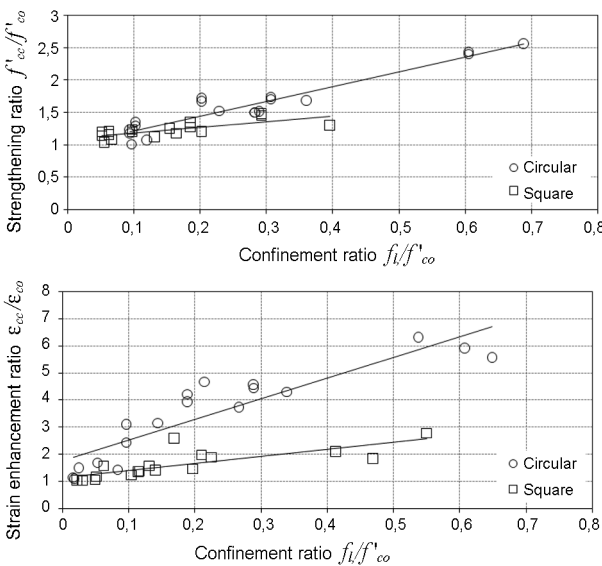 Strengthening ratio f'cc/f'co
3
2,5
2
1,5
1
0,5
0
0 0,1 0,2 0,3 0,4 0,5 0,6 0,7 0,8
Circular
Square
Confinement ratio fl,/f'co
Strain enhancement ratio εcc/εco
8
7
6
5
4
3
2
1
0
0 0,1 0,2 0,3 0,4 0,5 0,6 0,7 0,8
Circular
Square
Confinement ratio fl/f'co